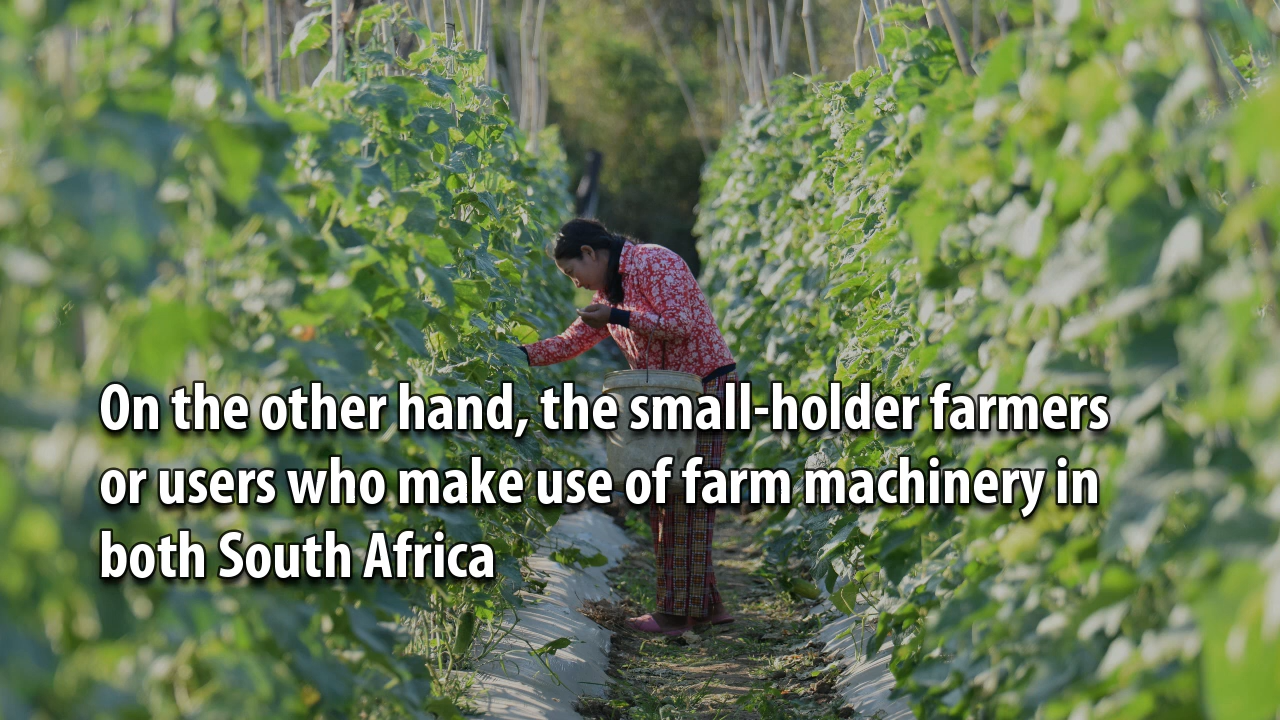 On the other hand, the small-holder farmers
or users who make use of farm machinery in
both South Africa